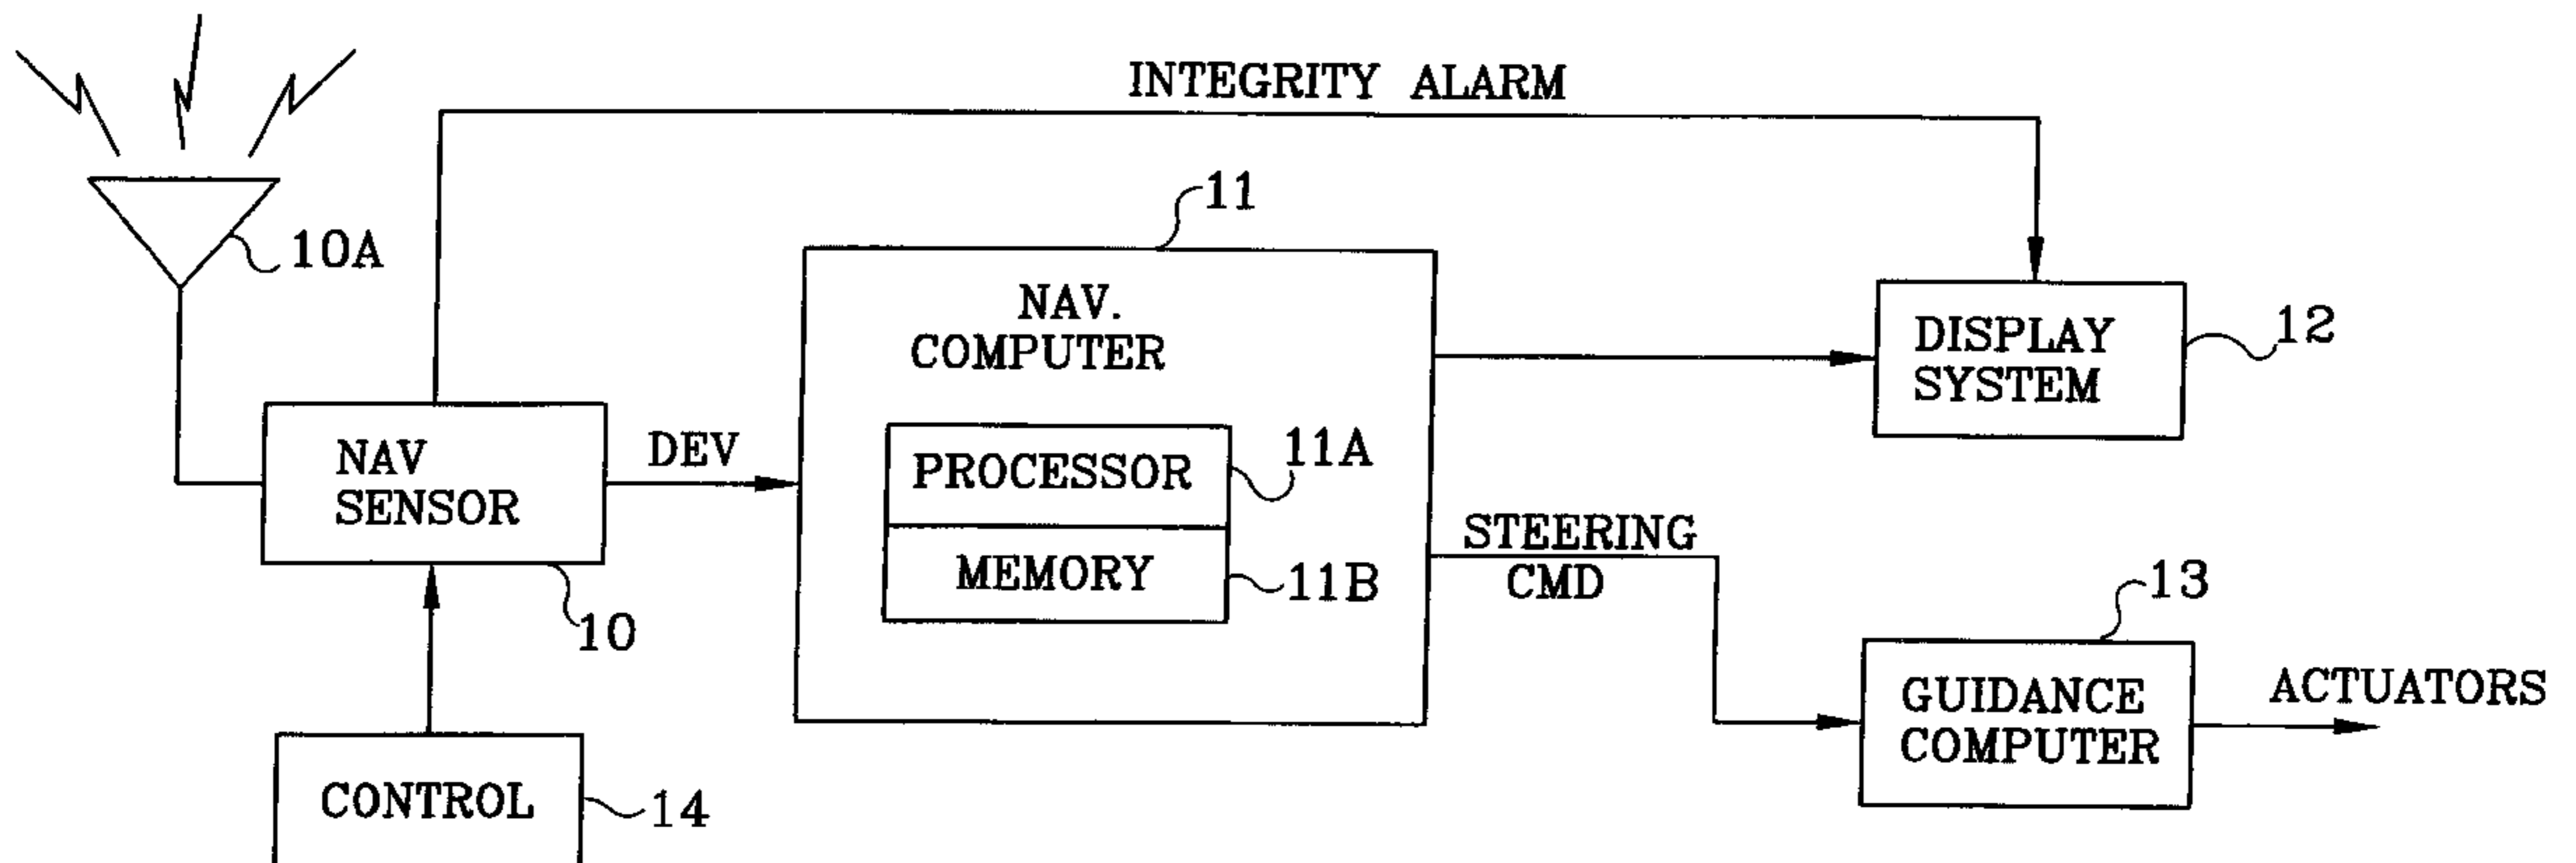 INTEGRITY ALARM
10A
11
NAV.
COMPUTER
DISPLAY
SYSTEM
12
NAV
SENSOR
DEV
PROCESSOR
11A
MEMORY
11B
10
STEERING
CMD
13
GUIDANCE
COMPUTER
ACTUATORS
CONTROL
14